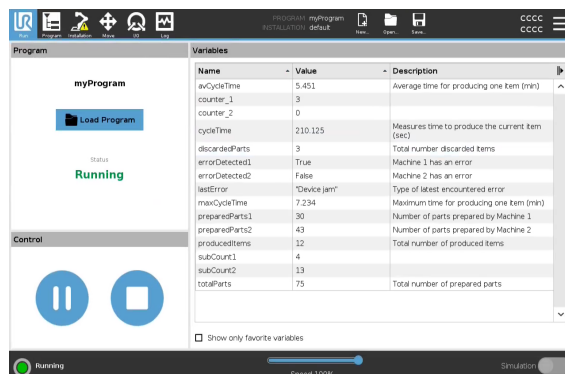 UR
PROGRAM myProgram
INSTALLATION default
CCCC
CCCC
Run Program Installation Move I/O Log New... Open... Save...
Program
myProgram
Load Program
Status
Running
Control
Variables
Name Value Description
avCycleTime 5.451 Average time for producing one item (min)
counter_1 3
counter_2 0
cycleTime 210.125 Measures time to produce the current item
(sec)
discardedParts 3 Total number discarded items
errorDetected1 True Machine 1 has an error
errorDetected2 False Machine 2 has an error
lastError "Device jam" Type of latest encountered error
maxCycleTime 7.234 Maximum time for producing one item (min)
preparedParts1 30 Number of parts prepared by Machine 1
preparedParts2 43 Number of parts prepared by Machine 2
producedItems 12 Total number of produced items
subCount1 4
subCount2 13
totalParts 75 Total number of prepared parts
Show only favorite variables
Running
Speed 100%
Simulation